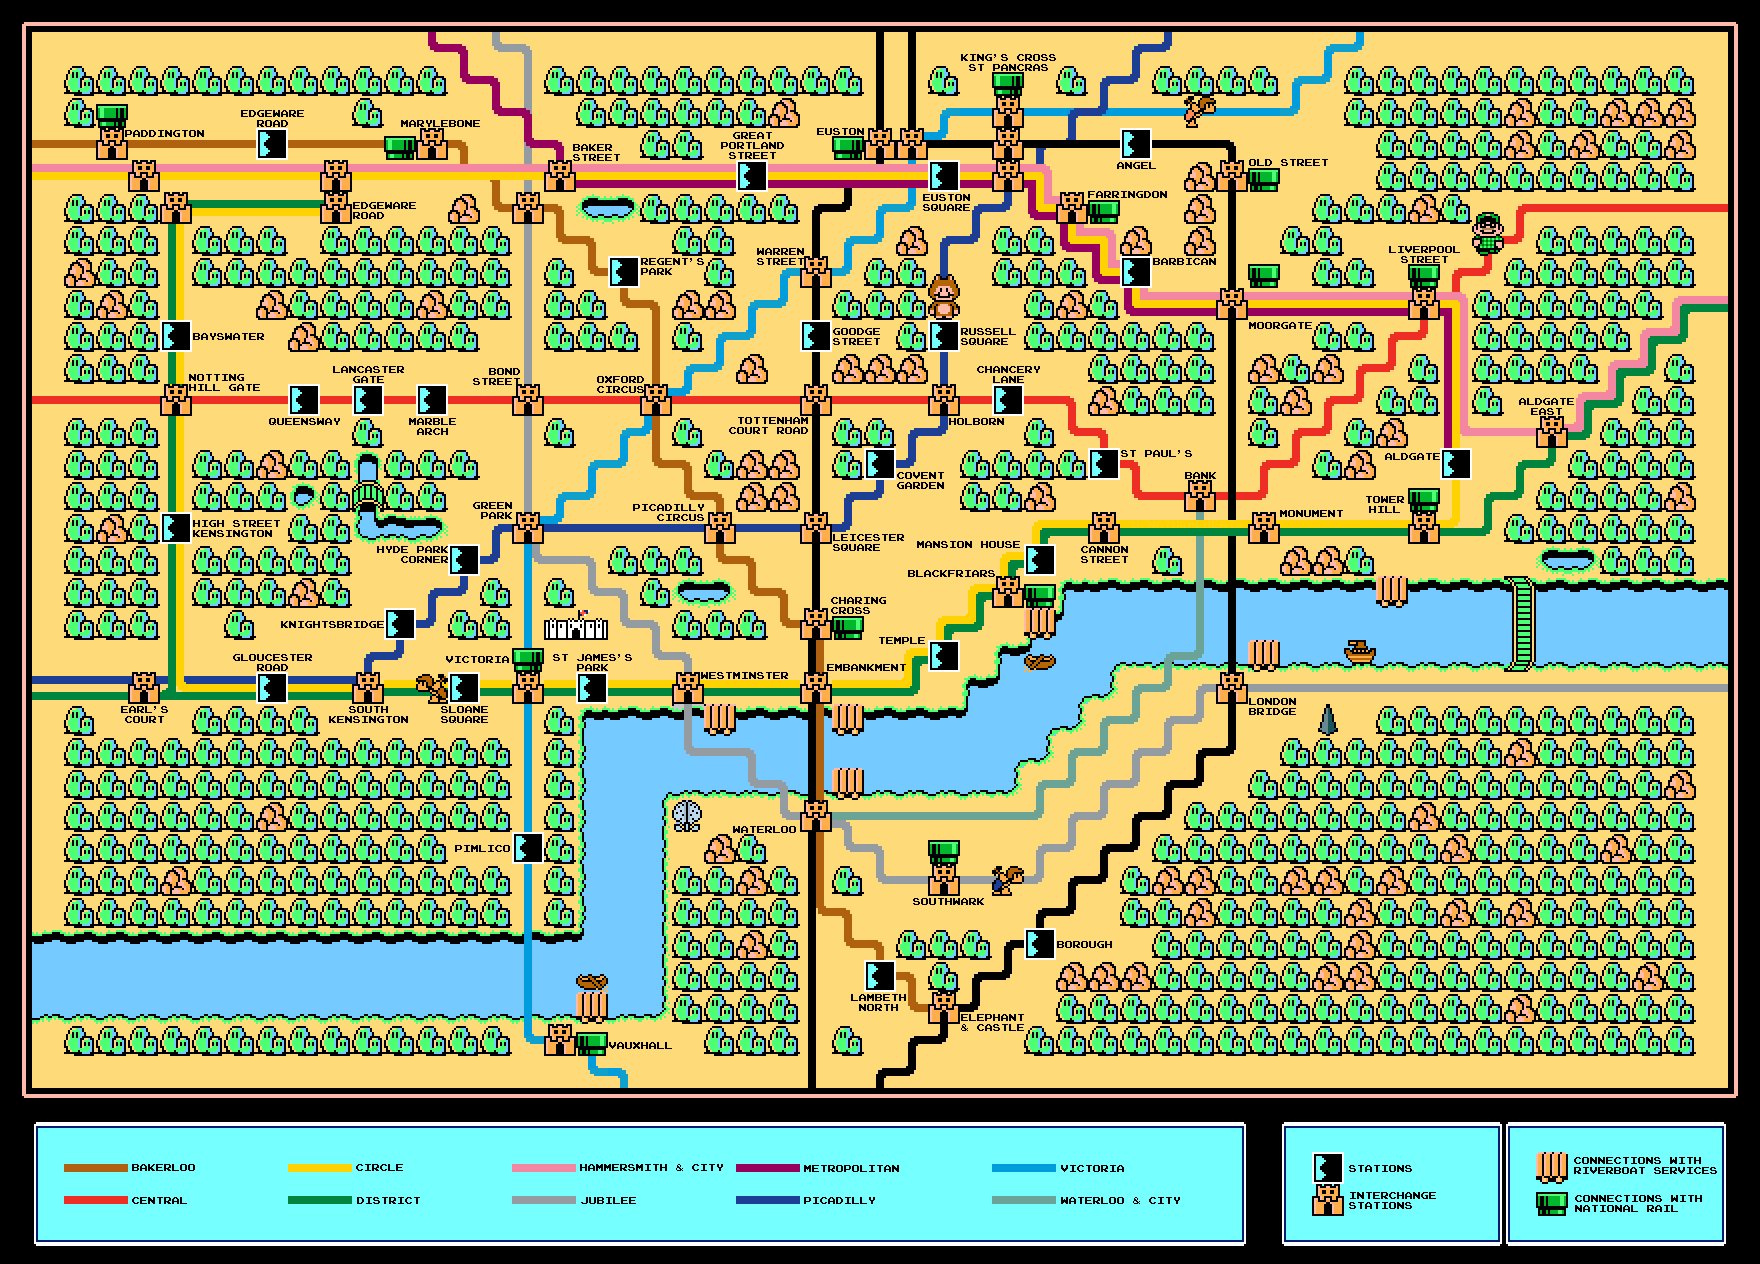 KING'S CROSS
ST PANCRAS
EDGEWARE
ROAD
MARYLEBONE
PADDINGTON
EUSTON
GREAT
PORTLAND
STREET
BAKER
STREET
ANGEL
OLD STREET
EUSTON
SQUARE
FARRINGDON
EDGEWARE
ROAD
WARREN
STREET
REGENT'S
PARK
BARBICAN
LIVERPOOL
STREET
BAYSWATER
GOODGE
STREET
RUSSELL
SQUARE
MOORGATE
NOTTING
HILL GATE
LANCASTER
GATE
BOND
STREET
OXFORD
CIRCUS
CHANCERY
LANE
QUEENSWAY
MARBLE
ARCH
TOTTENHAM
COURT ROAD
HOLBORN
ALDGATE
EAST
ST PAUL'S
ALDGATE
COVENT
GARDEN
BANK
TOWER
HILL
GREEN
PARK
PICADILLY
CIRCUS
MONUMENT
HIGH STREET
KENSINGTON
LEICESTER
SQUARE
MANSION HOUSE
CANNON
STREET
HYDE PARK
CORNER
BLACKFRIARS
CHARING
CROSS
KNIGHTSBRIDGE
TEMPLE
GLOUCESTER
ROAD
VICTORIA
ST JAMES'S
PARK
EMBANKMENT
WESTMINSTER
EARL'S
COURT
SOUTH
KENSINGTON
SLOANE
SQUARE
LONDON
BRIDGE
WATERLOO
PIMLICO
SOUTHWARK
BOROUGH
LAMBETH
NORTH
ELEPHANT
& CASTLE
VAUXHALL
BAKERLOO
CIRCLE
HAMMERSMITH & CITY
METROPOLITAN
VICTORIA
CENTRAL
DISTRICT
JUBILEE
PICADILLY
WATERLOO & CITY
STATIONS
INTERCHANGE
STATIONS
CONNECTIONS WITH
RIVERBOAT SERVICES
CONNECTIONS WITH
NATIONAL RAIL